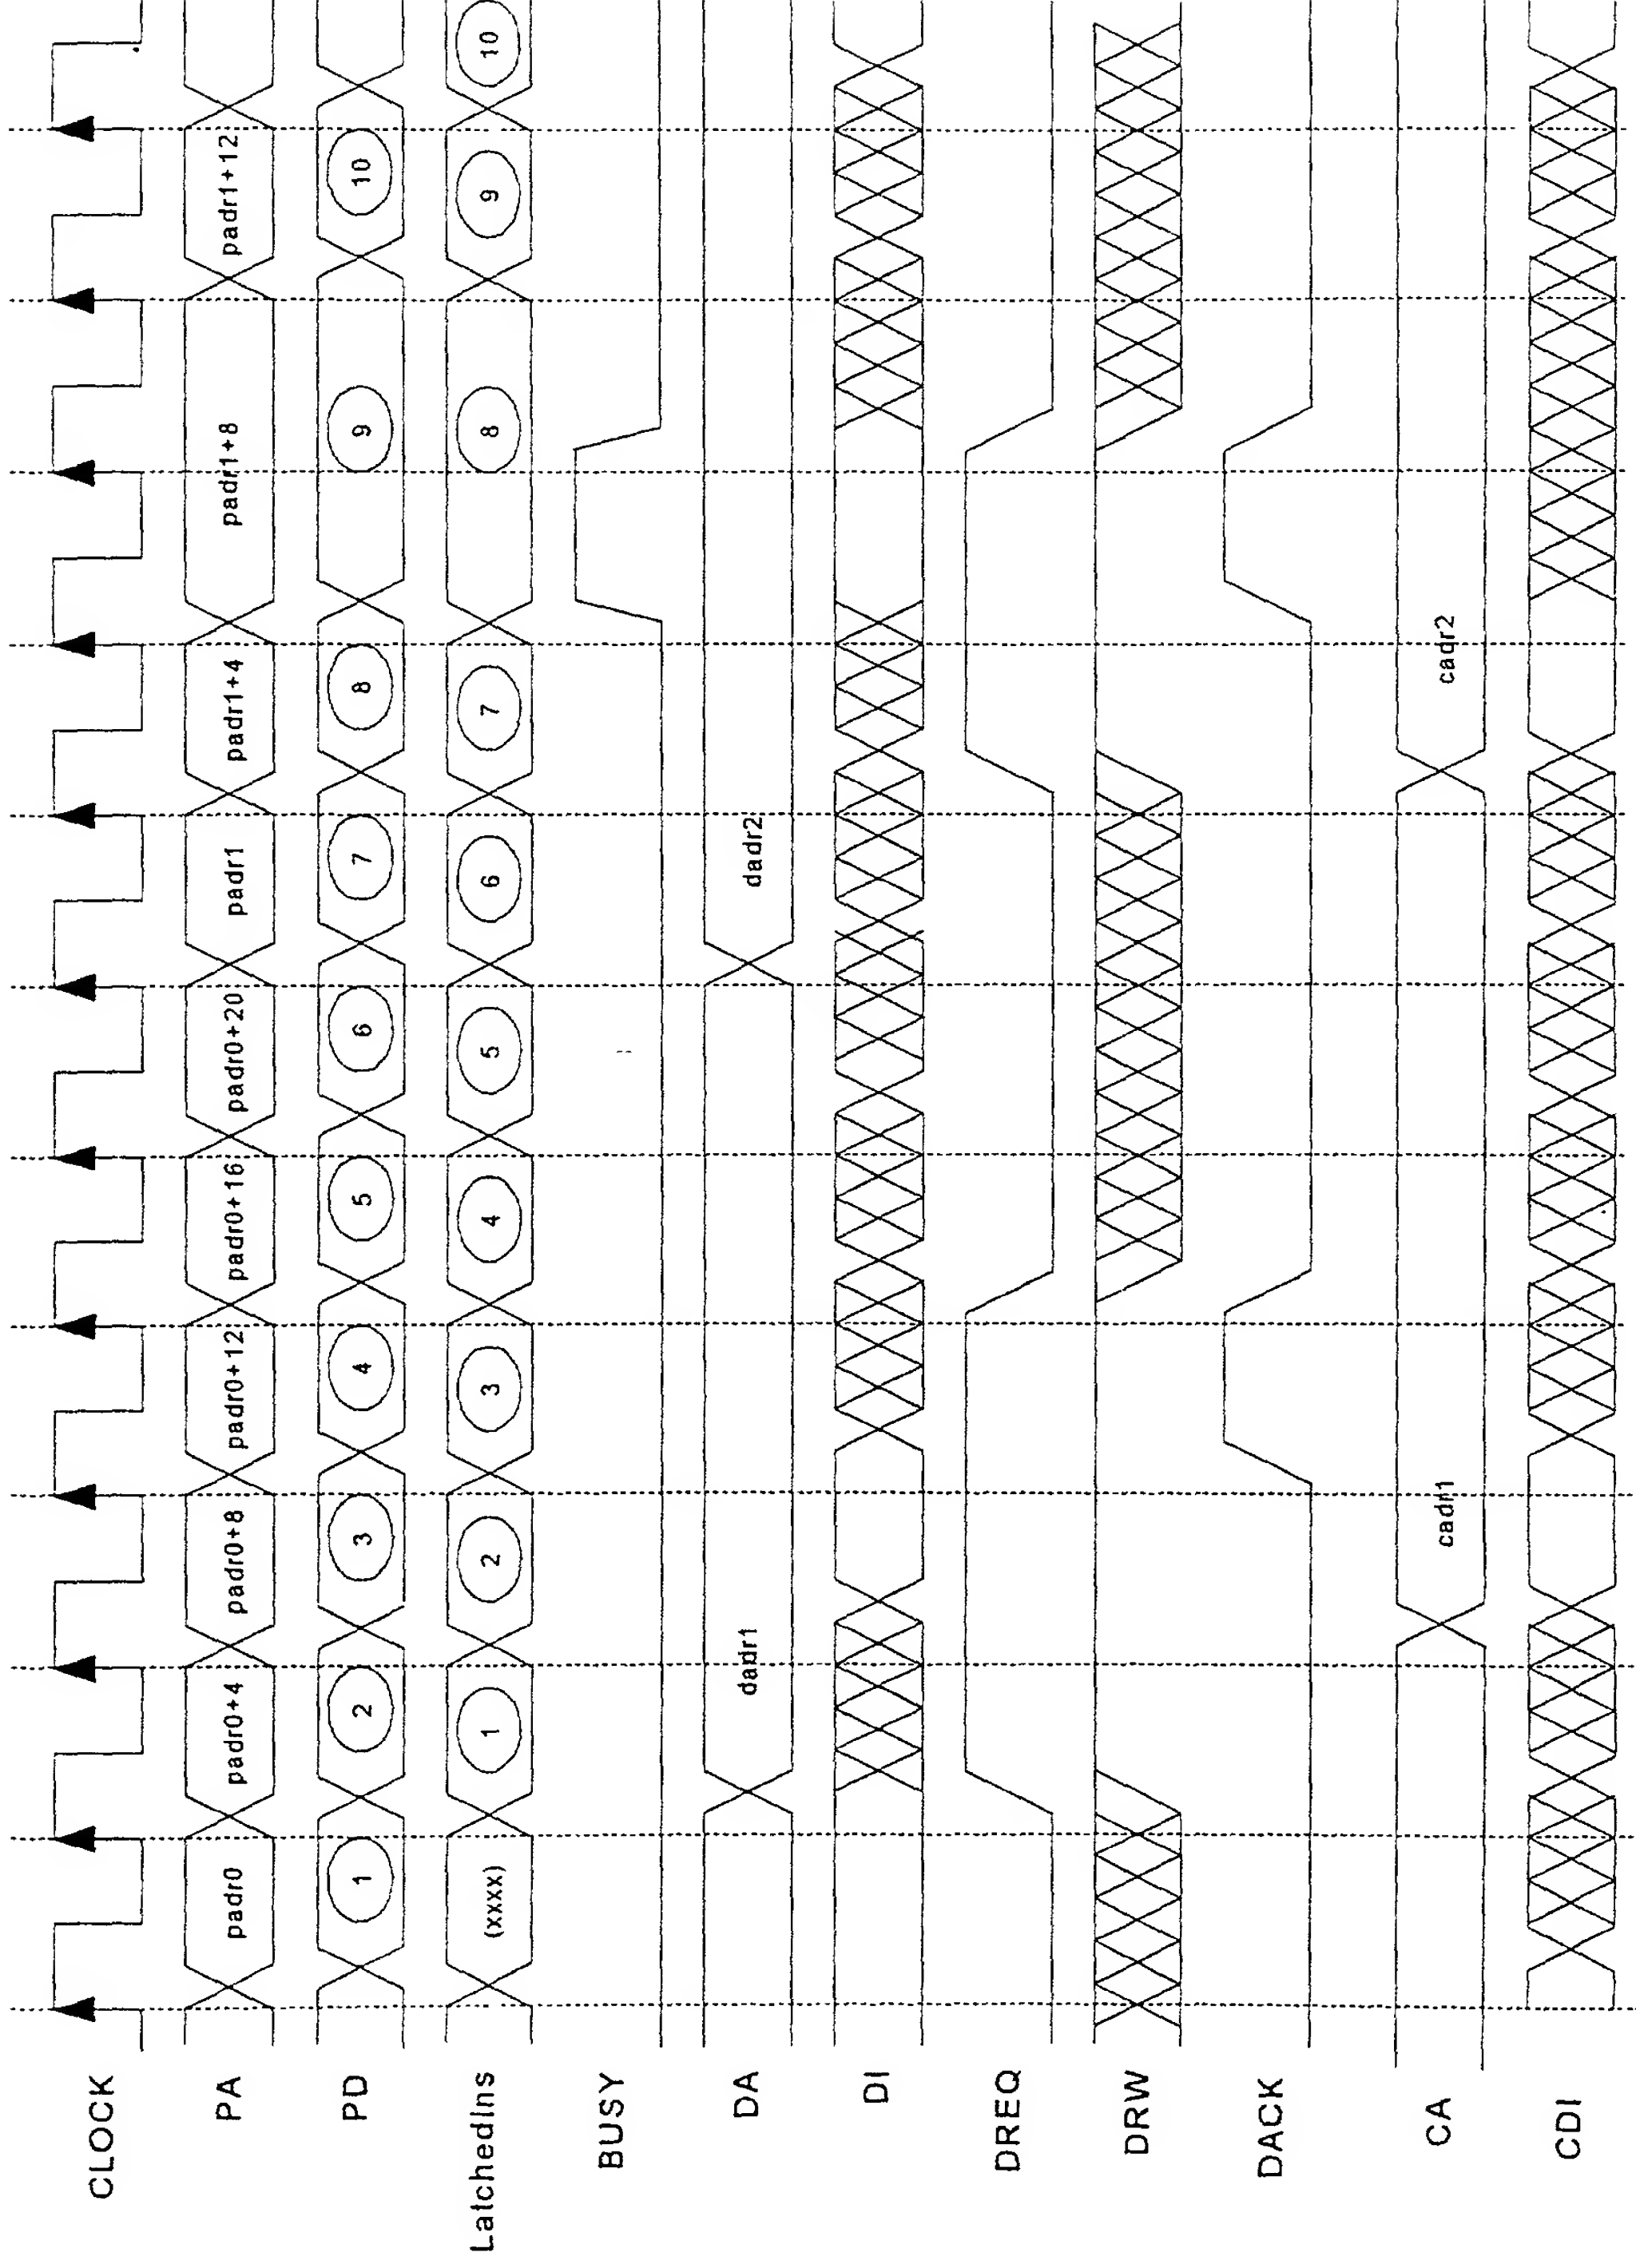 CLOCK
PA padr0 padr0+4 padr0+8 padr0+12 padr0+16 padr0+20 padr1 padr1+4 padr1+8 padr1+12
PD 1 2 3 4 5 6 7 8 9 10
LatchedIns (xxxx) 1 2 3 4 5 6 7 8 9 10
BUSY
DA dadr1 dadr2
DI
DREQ
DRW
DACK
CA cadr1 cadr2
CDI